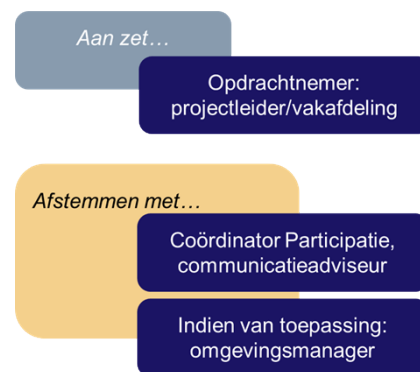 Aan zet...
Opdrachtnemer:
projectleider/vakafdeling
Afstemmen met...
Coördinator Participatie,
communicatieadviseur
Indien van toepassing:
omgevingsmanager